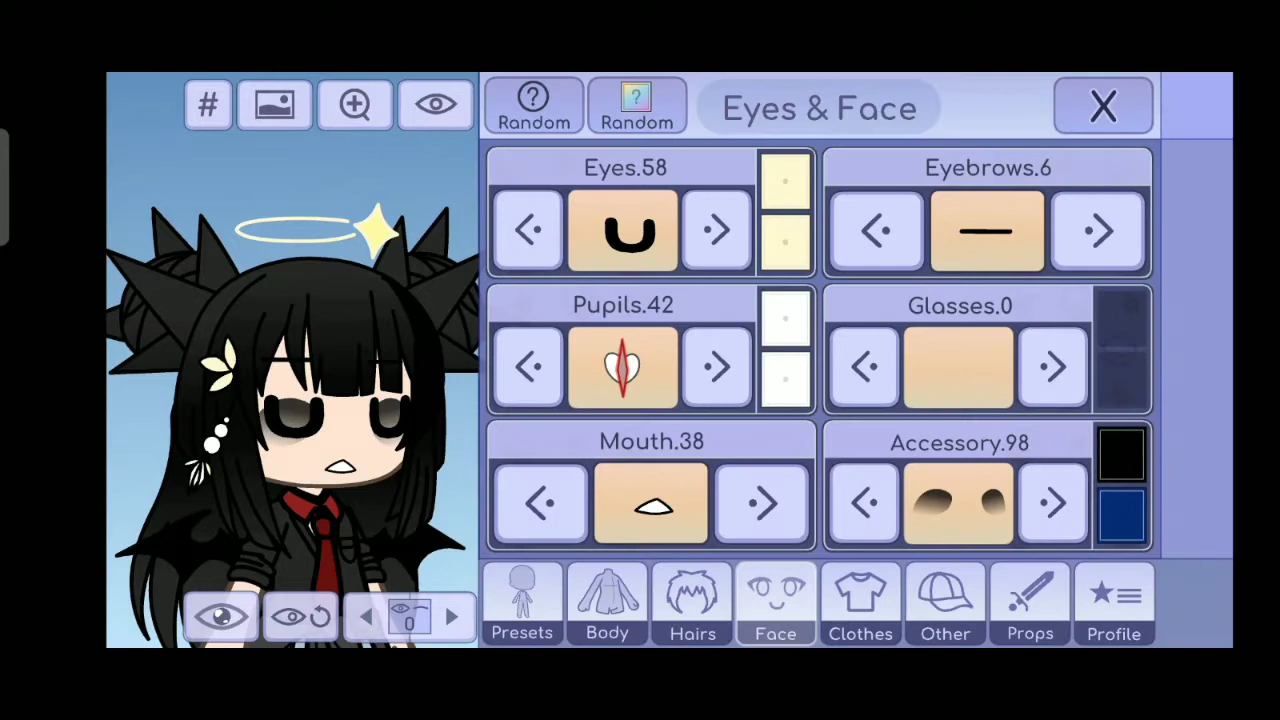 #
? Random
? Random
Eyes & Face
X
Eyes.58
Eyebrows.6
Pupils.42
Glasses.0
Mouth.38
Accessory.98
0
Presets
Body
Hairs
Face
Clothes
Other
Props
Profile